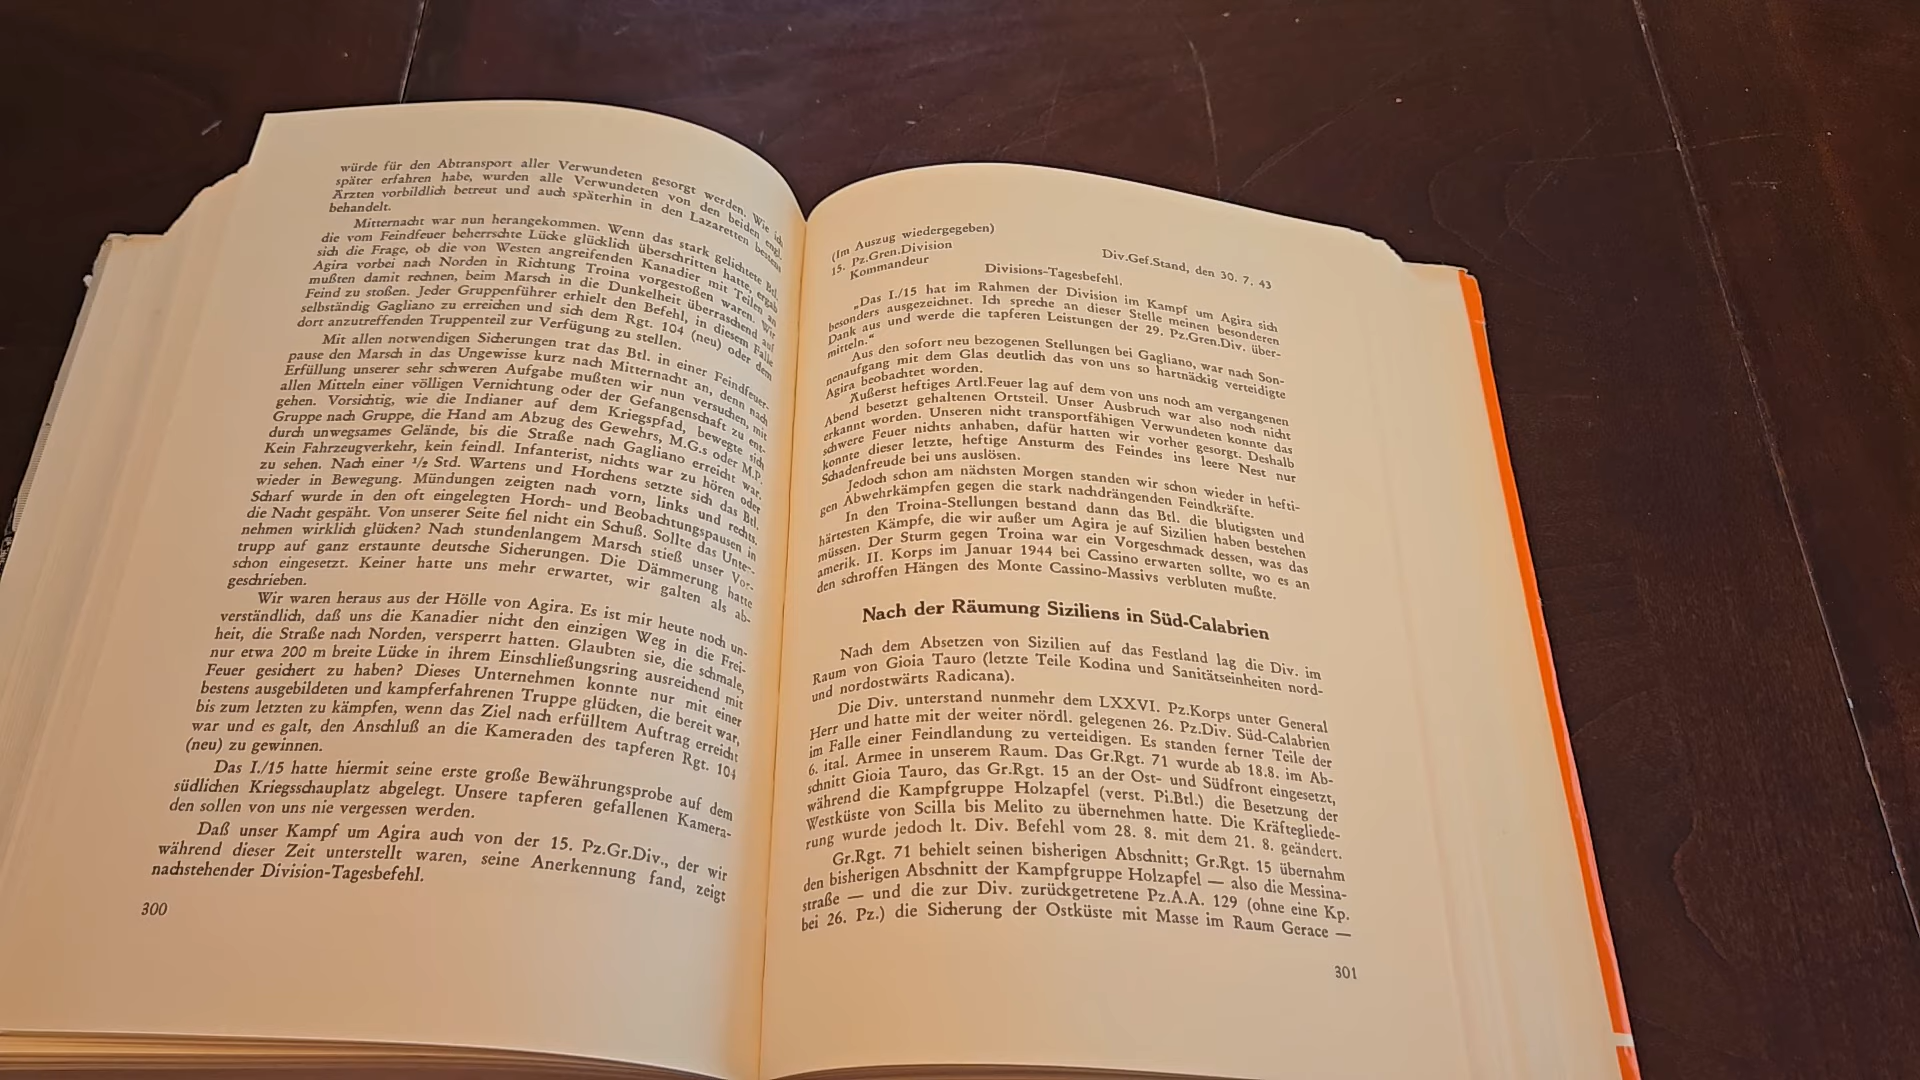 würde für den Abtransport aller Verwundeten gesorgt werden. Wie ich
später erfahren habe, wurden alle Verwundeten von den beiden engl.
Ärzten vorbildlich betreut und auch späterhin in den Lazaretten bestens
behandelt.
Mitternacht war nun herangekommen. Wenn das stark gelichtete Btl.
die vom Feindfeuer beherrschte Lücke glücklich überschritten hatte, ergab
sich die Frage, ob die von Westen angreifenden Kanadier mit Teilen an
Agira vorbei nach Norden in Richtung Troina vorgestoßen waren. Wir
mußten damit rechnen, beim Marsch in die Dunkelheit überraschend auf
Feind zu stoßen. Jeder Gruppenführer erhielt den Befehl, in diesem Falle
selbständig Gagliano zu erreichen und sich dem Rgt. 104 (neu) oder dem
dort anzutreffenden Truppenteil zur Verfügung zu stellen.
Mit allen notwendigen Sicherungen trat das Btl. in einer Feindfeuer-
pause den Marsch in das Ungewisse kurz nach Mitternacht an, denn nach
Erfüllung unserer sehr schweren Aufgabe mußten wir nun versuchen, mit
allen Mitteln einer völligen Vernichtung oder der Gefangenschaft zu ent-
gehen. Vorsichtig, wie die Indianer auf dem Kriegspfad, bewegte sich
Gruppe nach Gruppe, die Hand am Abzug des Gewehrs, M.G.s oder M.P.
durch unwegsames Gelände, bis die Straße nach Gagliano erreicht war.
Kein Fahrzeugverkehr, kein feindl. Infanterist, nichts war zu hören oder
zu sehen. Nach einer ½ Std. Wartens und Horchens setzte sich das Btl.
wieder in Bewegung. Mündungen zeigten nach vorn, links und rechts.
Scharf wurde in den oft eingelegten Horch- und Beobachtungspausen in
die Nacht gespäht. Von unserer Seite fiel nicht ein Schuß. Sollte das Unte-
nehmen wirklich glücken? Nach stundenlangem Marsch stieß unser Vor-
trupp auf ganz erstaunte deutsche Sicherungen. Die Dämmerung hatte
schon eingesetzt. Keiner hatte uns mehr erwartet, wir galten als ab-
geschrieben.
Wir waren heraus aus der Hölle von Agira. Es ist mir heute noch un-
verständlich, daß uns die Kanadier nicht den einzigen Weg in die Frei-
heit, die Straße nach Norden, versperrt hatten. Glaubten sie, die schmale,
nur etwa 200 m breite Lücke in ihrem Einschließungsring ausreichend mit
Feuer gesichert zu haben? Dieses Unternehmen konnte nur mit einer
bestens ausgebildeten und kampferfahrenen Truppe glücken, die bereit war,
bis zum letzten zu kämpfen, wenn das Ziel nach erfülltem Auftrag erreicht
war und es galt, den Anschluß an die Kameraden des tapferen Rgt. 104
(neu) zu gewinnen.
Das I./15 hatte hiermit seine erste große Bewährungsprobe auf dem
südlichen Kriegsschauplatz abgelegt. Unsere tapferen gefallenen Kamera-
den sollen von uns nie vergessen werden.
Daß unser Kampf um Agira auch von der 15. Pz.Gr.Div., der wir
während dieser Zeit unterstellt waren, seine Anerkennung fand, zeigt
nachstehender Division-Tagesbefehl.
300
(Im Auszug wiedergegeben)
15. Pz.Gren.Division
Kommandeur
Div.Gef.Stand, den 30. 7. 43
Divisions-Tagesbefehl.
„Das I./15 hat im Rahmen der Division im Kampf um Agira sich
besonders ausgezeichnet. Ich spreche an dieser Stelle meinen besonderen
Dank aus und werde die tapferen Leistungen der 29. Pz.Gren.Div. über-
mitteln."
Aus den sofort neu bezogenen Stellungen bei Gagliano, war nach Son-
nenaufgang mit dem Glas deutlich das von uns so hartnäckig verteidigte
Agira beobachtet worden.
Äußerst heftiges Artl.Feuer lag auf dem von uns noch am vergangenen
Abend besetzt gehaltenen Ortsteil. Unser Ausbruch war also noch nicht
erkannt worden. Unseren nicht transportfähigen Verwundeten konnte das
schwere Feuer nichts anhaben, dafür hatten wir vorher gesorgt. Deshalb
konnte dieser letzte, heftige Ansturm des Feindes ins leere Nest nur
Schadenfreude bei uns auslösen.
Jedoch schon am nächsten Morgen standen wir schon wieder in hefti-
gen Abwehrkämpfen gegen die stark nachdrängenden Feindkräfte.
In den Troina-Stellungen bestand dann das Btl. die blutigsten und
härtesten Kämpfe, die wir außer um Agira je auf Sizilien haben bestehen
müssen. Der Sturm gegen Troina war ein Vorgeschmack dessen, was das
amerik. II. Korps im Januar 1944 bei Cassino erwarten sollte, wo es an
den schroffen Hängen des Monte Cassino-Massivs verbluten mußte.
Nach der Räumung Siziliens in Süd-Calabrien
Nach dem Absetzen von Sizilien auf das Festland lag die Div. im
Raum von Gioia Tauro (letzte Teile Kodina und Sanitätseinheiten nord-
und nordostwärts Radicana).
Die Div. unterstand nunmehr dem LXXVI. Pz.Korps unter General
Herr und hatte mit der weiter nördl. gelegenen 26. Pz.Div. Süd-Calabrien
im Falle einer Feindlandung zu verteidigen. Es standen ferner Teile der
6. ital. Armee in unserem Raum. Das Gr.Rgt. 71 wurde ab 18.8. im Ab-
schnitt Gioia Tauro, das Gr.Rgt. 15 an der Ost- und Südfront eingesetzt,
während die Kampfgruppe Holzapfel (verst. Pi.Btl.) die Besetzung der
Westküste von Scilla bis Melito zu übernehmen hatte. Die Kräftegliede-
rung wurde jedoch lt. Div. Befehl vom 28. 8. mit dem 21. 8. geändert.
Gr.Rgt. 71 behielt seinen bisherigen Abschnitt; Gr.Rgt. 15 übernahm
den bisherigen Abschnitt der Kampfgruppe Holzapfel — also die Messina-
straße — und die zur Div. zurückgetretene Pz.A.A. 129 (ohne eine Kp.
bei 26. Pz.) die Sicherung der Ostküste mit Masse im Raum Gerace —
301